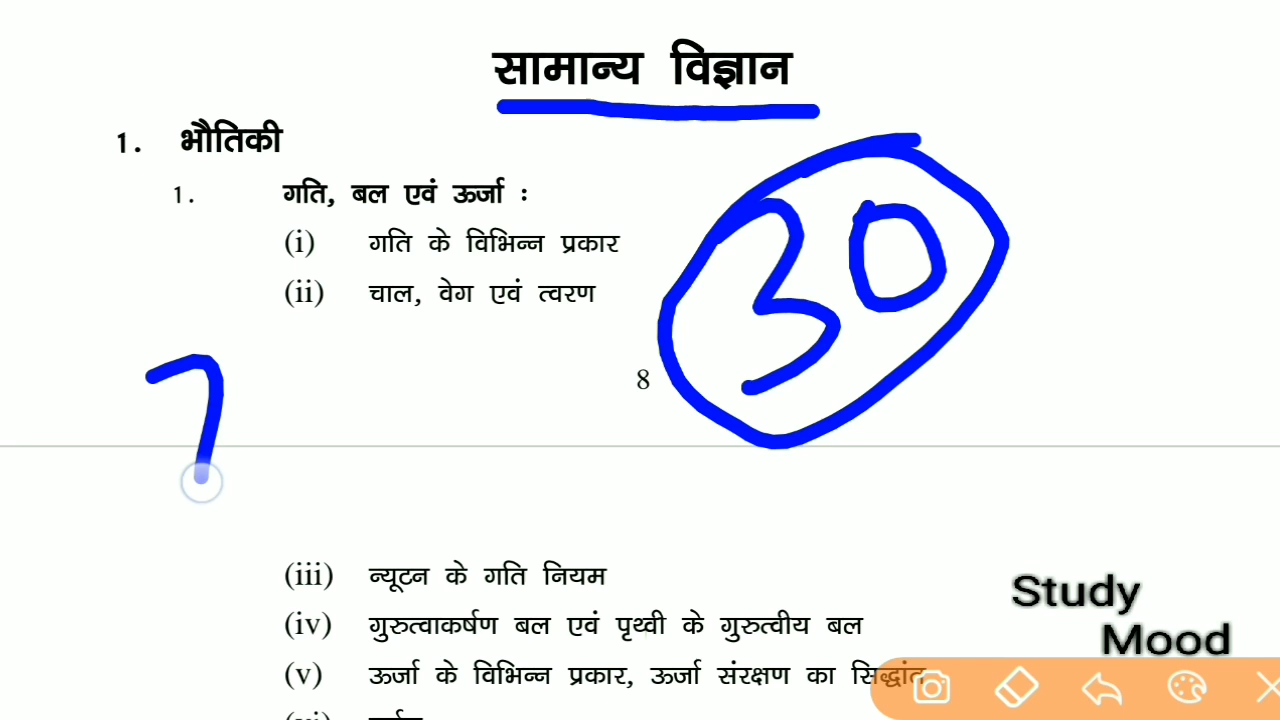 सामान्य विज्ञान
1. भौतिकी
1. गति, बल एवं ऊर्जा :
(i) गति के विभिन्न प्रकार
(ii) चाल, वेग एवं त्वरण
30
8
(iii) न्यूटन के गति नियम
(iv) गुरुत्वाकर्षण बल एवं पृथ्वी के गुरुत्वीय बल
(v) ऊर्जा के विभिन्न प्रकार, ऊर्जा संरक्षण का सिद्धांत
Study
Mood